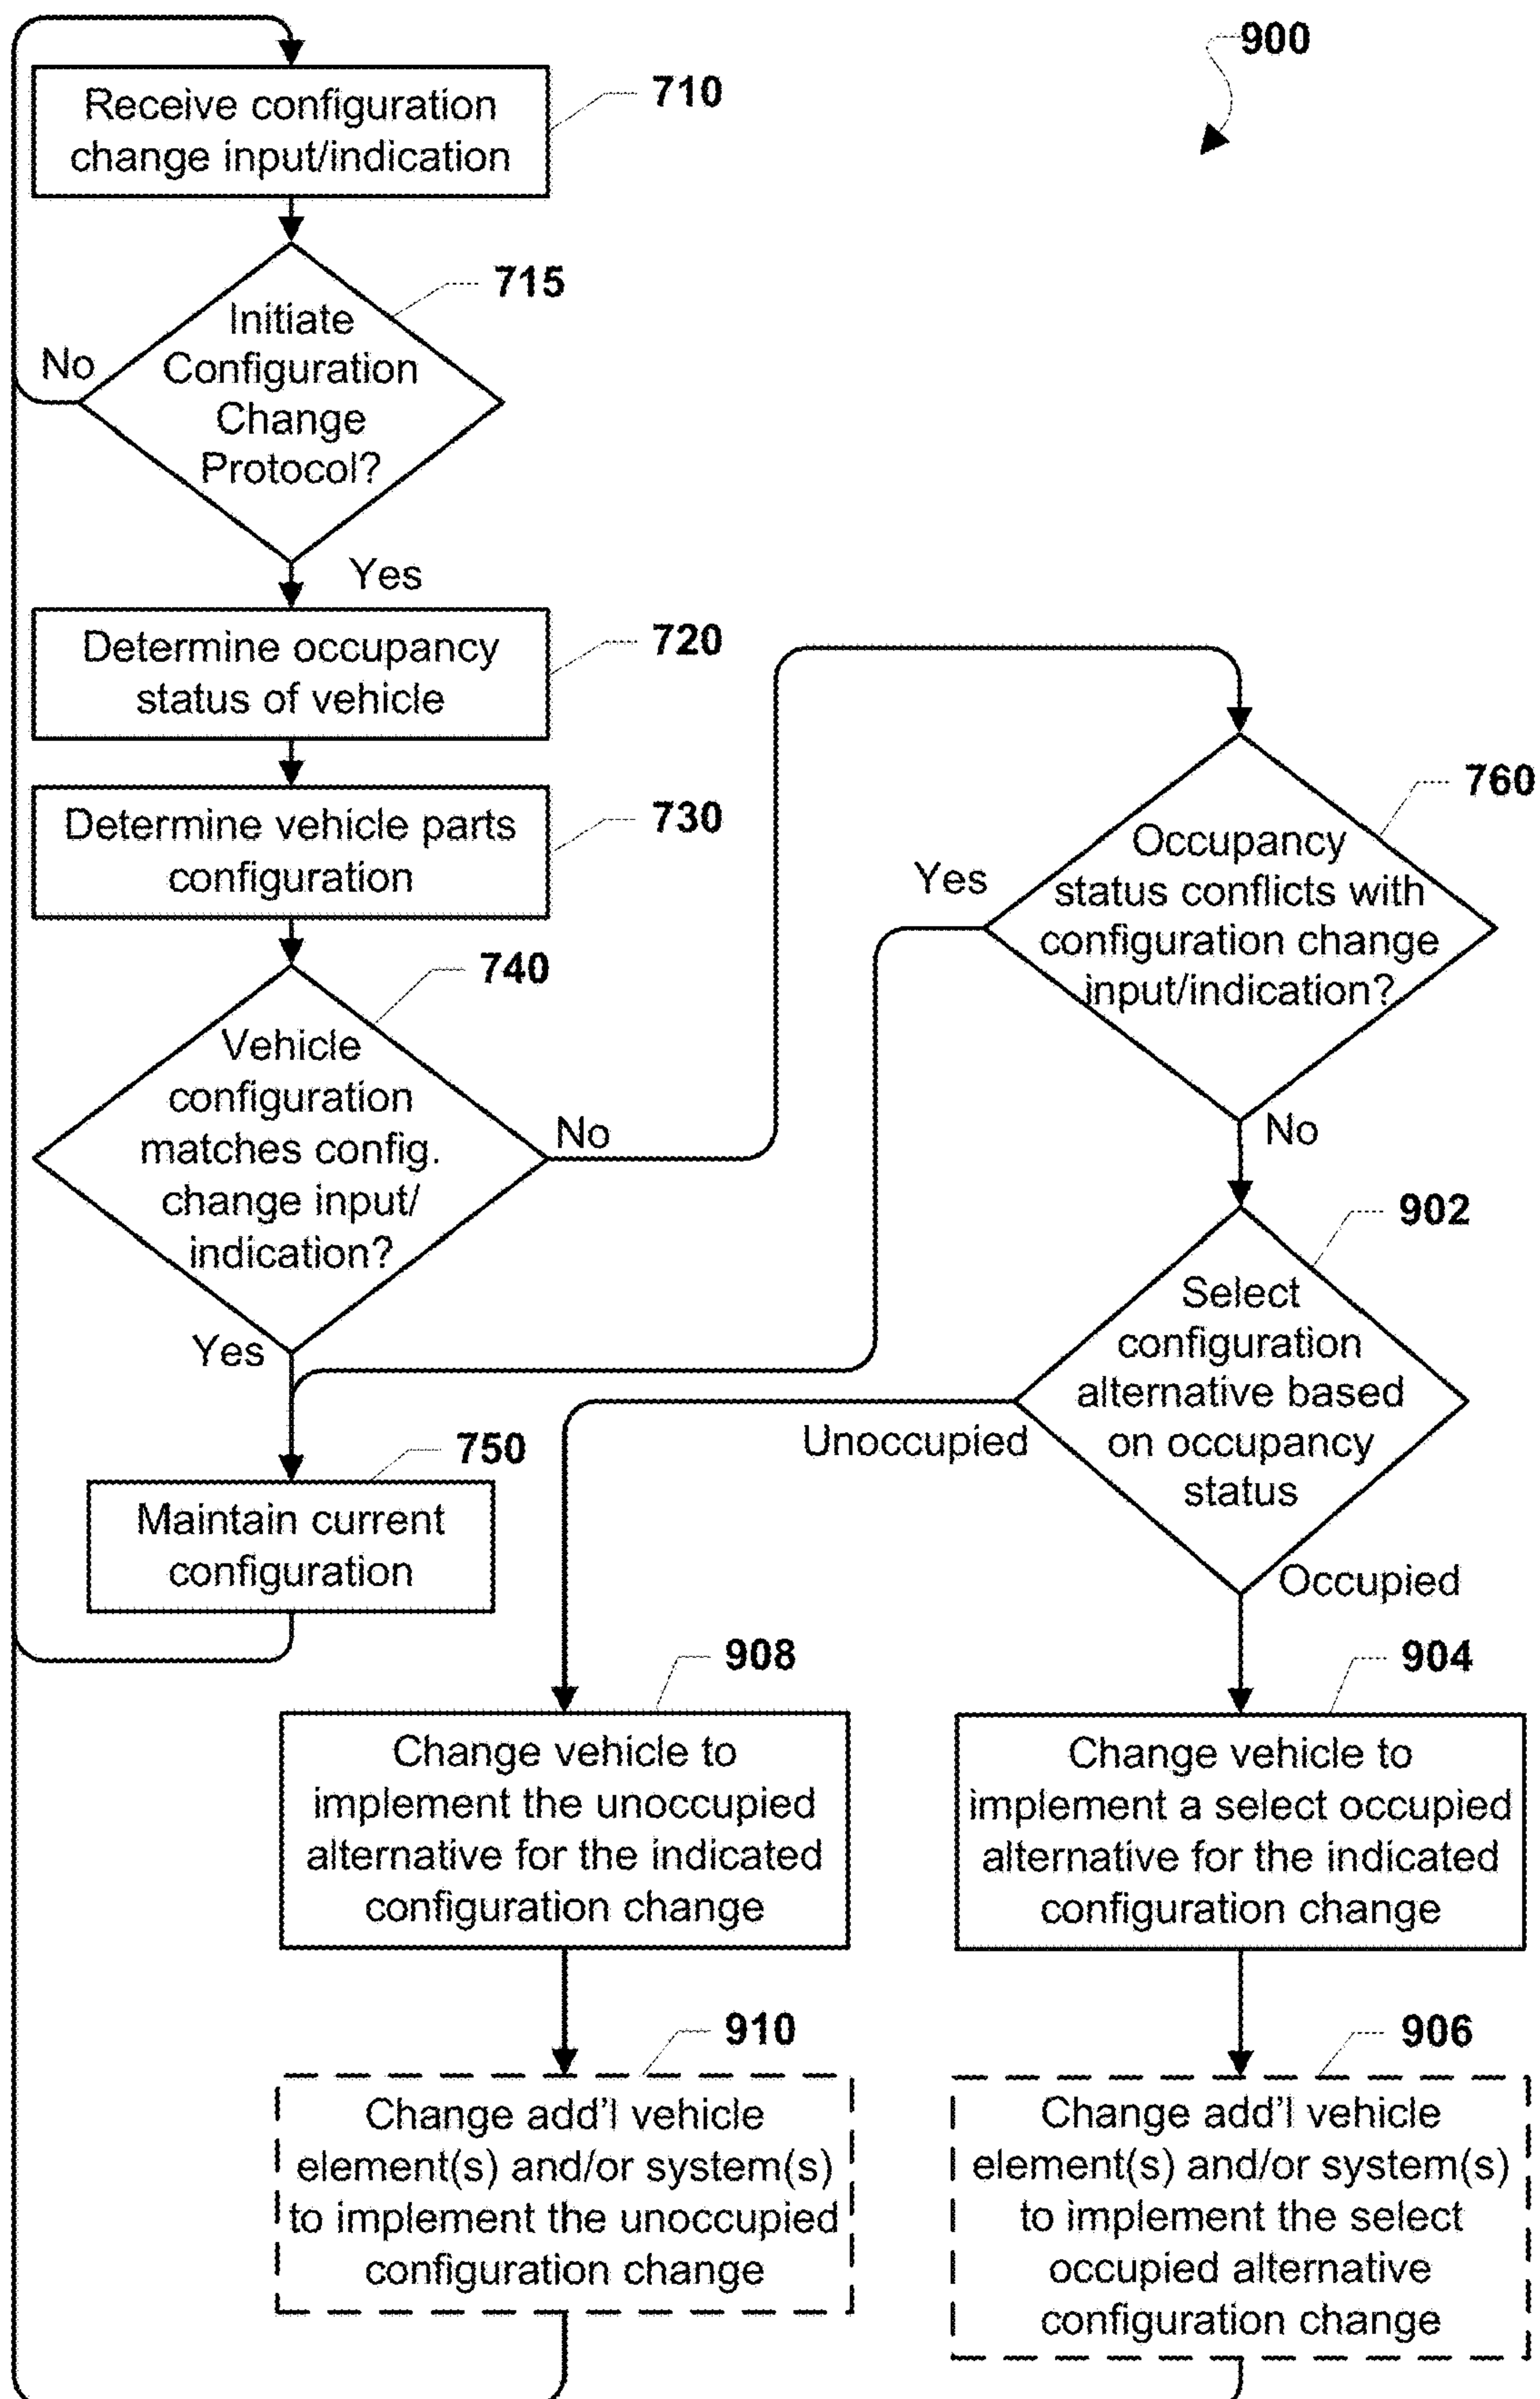 900
Receive configuration
change input/indication
710
Initiate
Configuration
Change
Protocol?
715
No
Yes
Determine occupancy
status of vehicle
720
Determine vehicle parts
configuration
730
Vehicle
configuration
matches config.
change input/
indication?
740
No
Yes
Maintain current
configuration
750
Occupancy
status conflicts with
configuration change
input/indication?
760
Yes
No
Select
configuration
alternative based
on occupancy
status
902
Unoccupied
Occupied
Change vehicle to
implement the unoccupied
alternative for the indicated
configuration change
908
Change vehicle to
implement a select occupied
alternative for the indicated
configuration change
904
Change add'l vehicle
element(s) and/or system(s)
to implement the unoccupied
configuration change
910
Change add'l vehicle
element(s) and/or system(s)
to implement the select
occupied alternative
configuration change
906